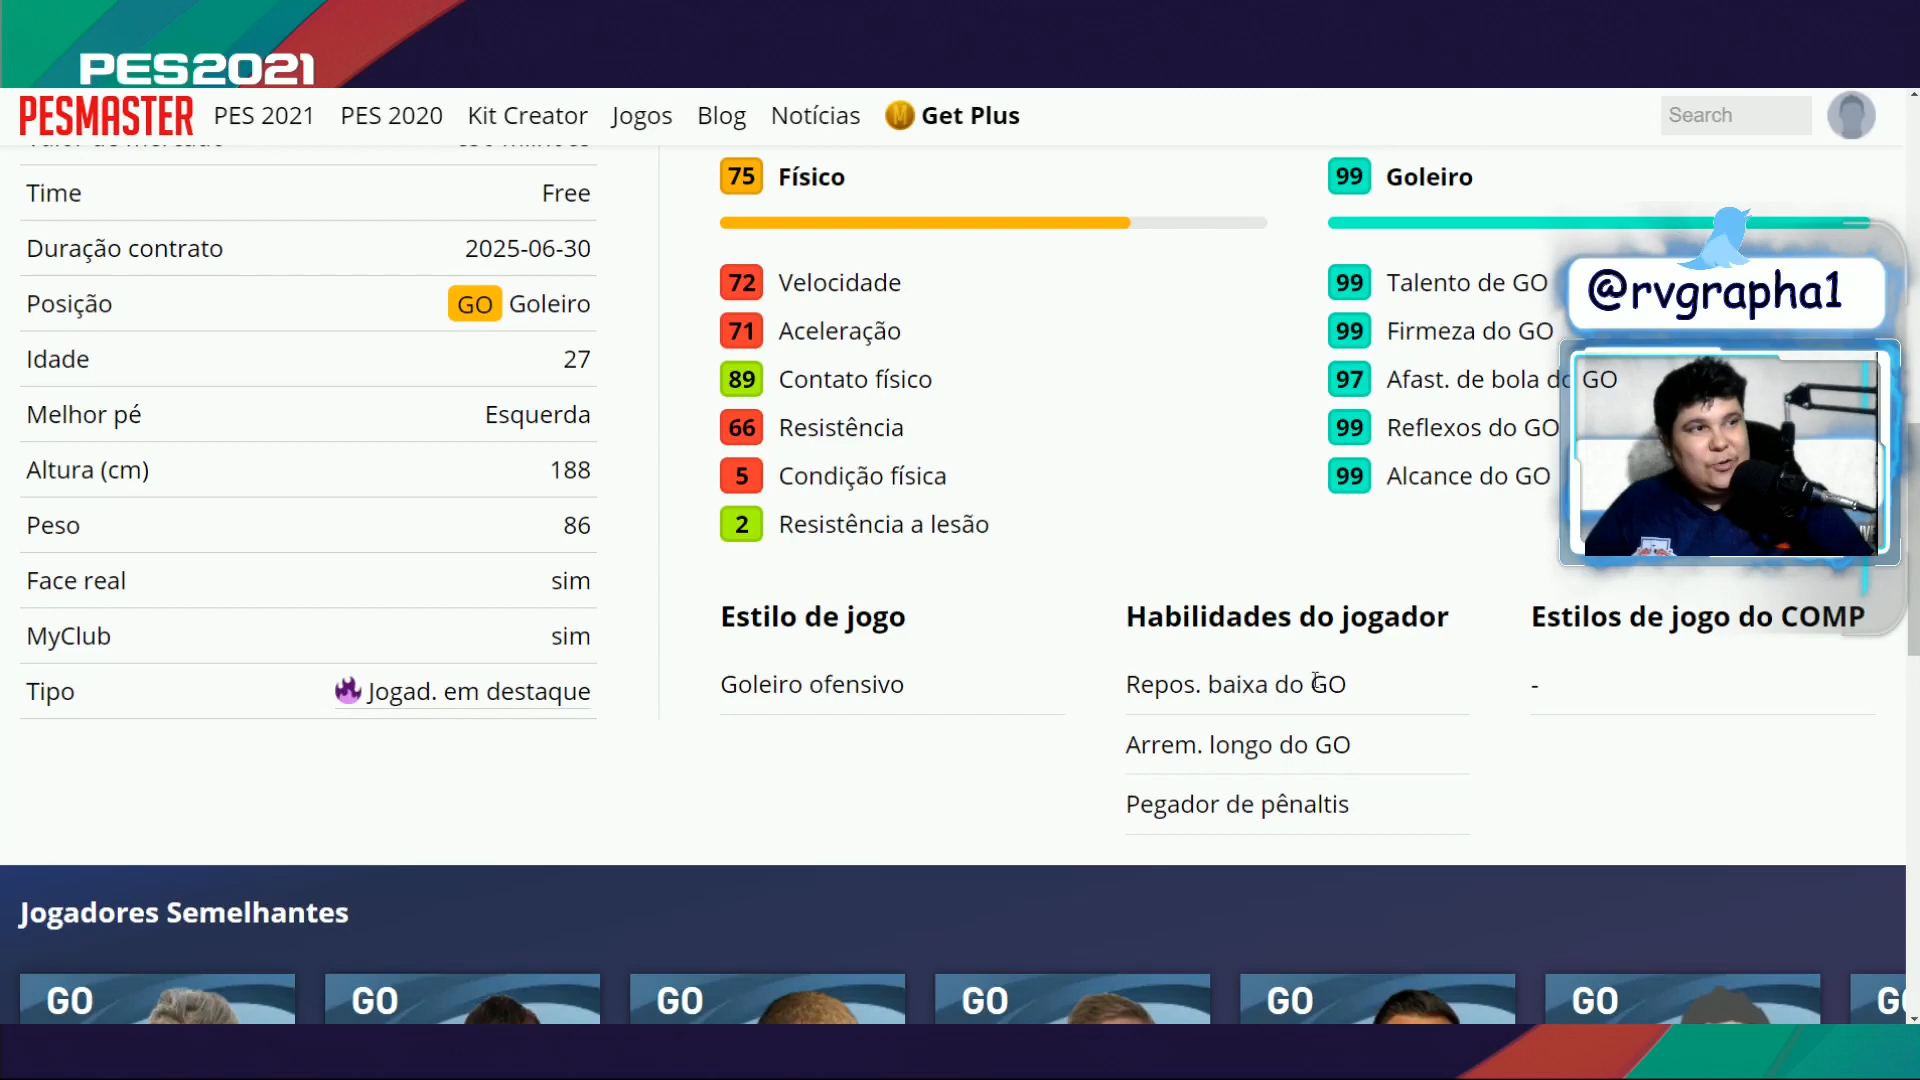 PES2021
PESMASTER PES 2021 PES 2020 Kit Creator Jogos Blog Notícias Get Plus Search
Time Free
Duração contrato 2025-06-30
Posição GO Goleiro
Idade 27
Melhor pé Esquerda
Altura (cm) 188
Peso 86
Face real sim
MyClub sim
Tipo Jogad. em destaque
75 Físico
72 Velocidade
71 Aceleração
89 Contato físico
66 Resistência
5 Condição física
2 Resistência a lesão
99 Goleiro
99 Talento de GO
99 Firmeza do GO
97 Afast. de bola do GO
99 Reflexos do GO
99 Alcance do GO
@rvgrapha1
Estilo de jogo
Goleiro ofensivo
Habilidades do jogador
Repos. baixa do GO
Arrem. longo do GO
Pegador de pênaltis
Estilos de jogo do COMP
-
Jogadores Semelhantes
GO GO GO GO GO GO